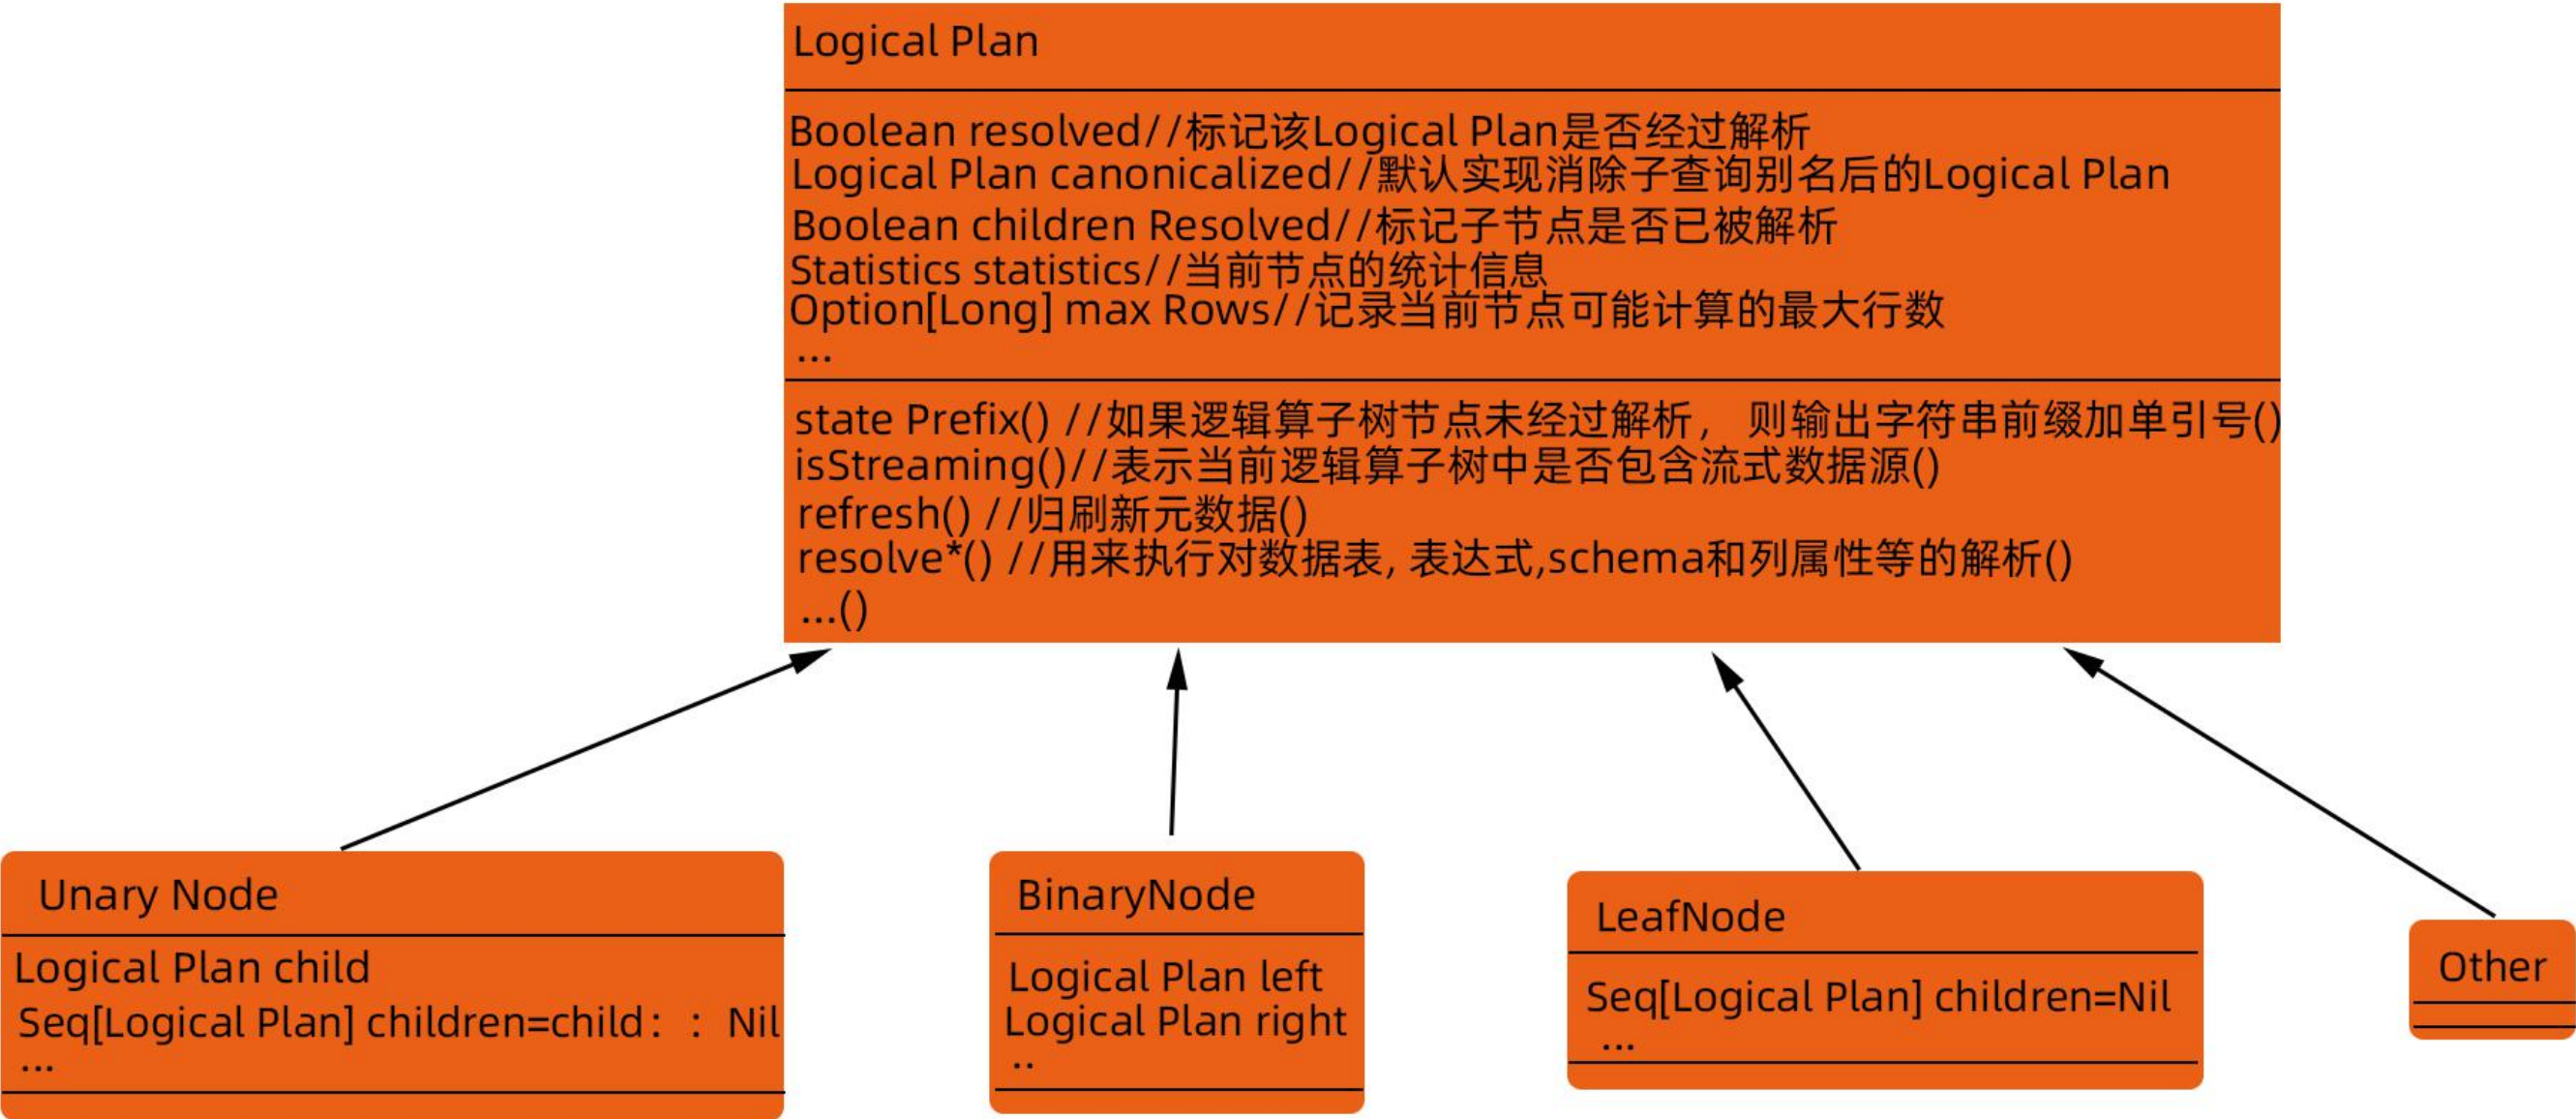 Logical Plan
Boolean resolved//标记该Logical Plan是否经过解析
Logical Plan canonicalized//默认实现消除子查询别名后的Logical Plan
Boolean children Resolved//标记子节点是否已被解析
Statistics statistics//当前节点的统计信息
Option[Long] max Rows//记录当前节点可能计算的最大行数
...
state Prefix() //如果逻辑算子树节点未经过解析， 则输出字符串前缀加单引号()
isStreaming()//表示当前逻辑算子树中是否包含流式数据源()
refresh() //归刷新元数据()
resolve*() //用来执行对数据表, 表达式,schema和列属性等的解析()
...()
Unary Node
Logical Plan child
Seq[Logical Plan] children=child：：Nil
...
BinaryNode
Logical Plan left
Logical Plan right
..
LeafNode
Seq[Logical Plan] children=Nil
...
Other